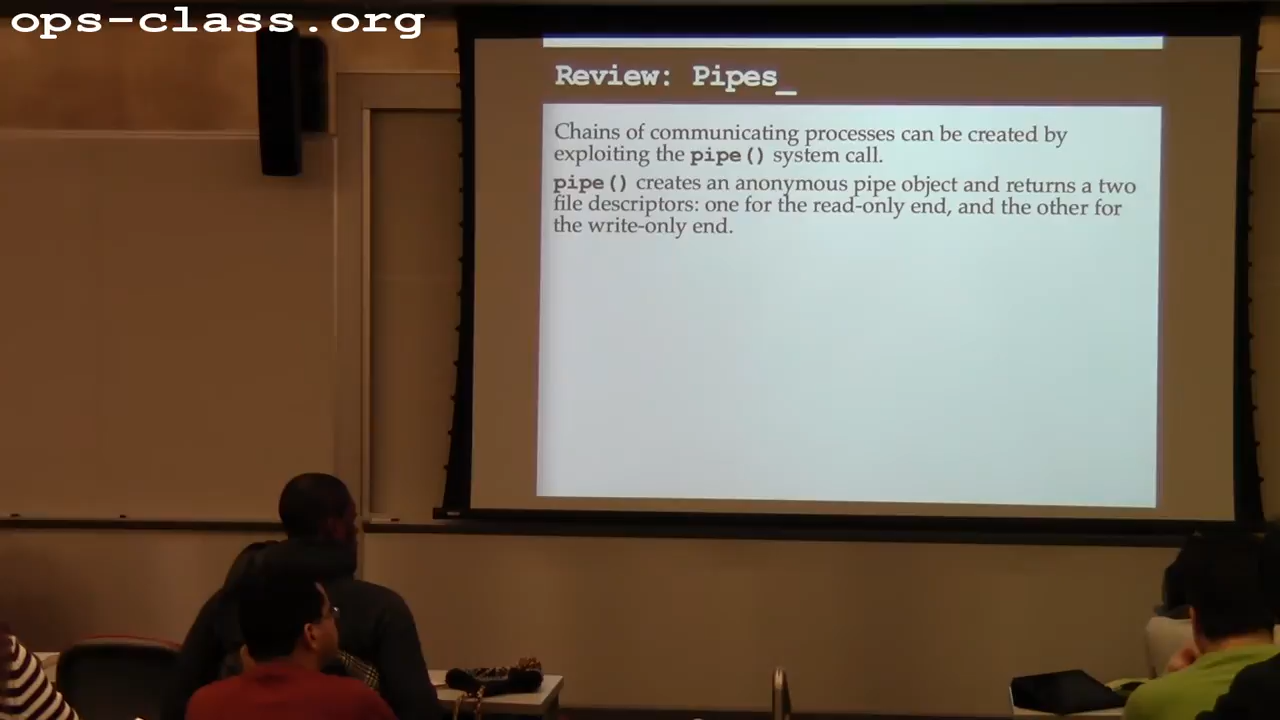 ops-class.org
Review: Pipes_
Chains of communicating processes can be created by
exploiting the pipe() system call.
pipe() creates an anonymous pipe object and returns a two
file descriptors: one for the read-only end, and the other for
the write-only end.